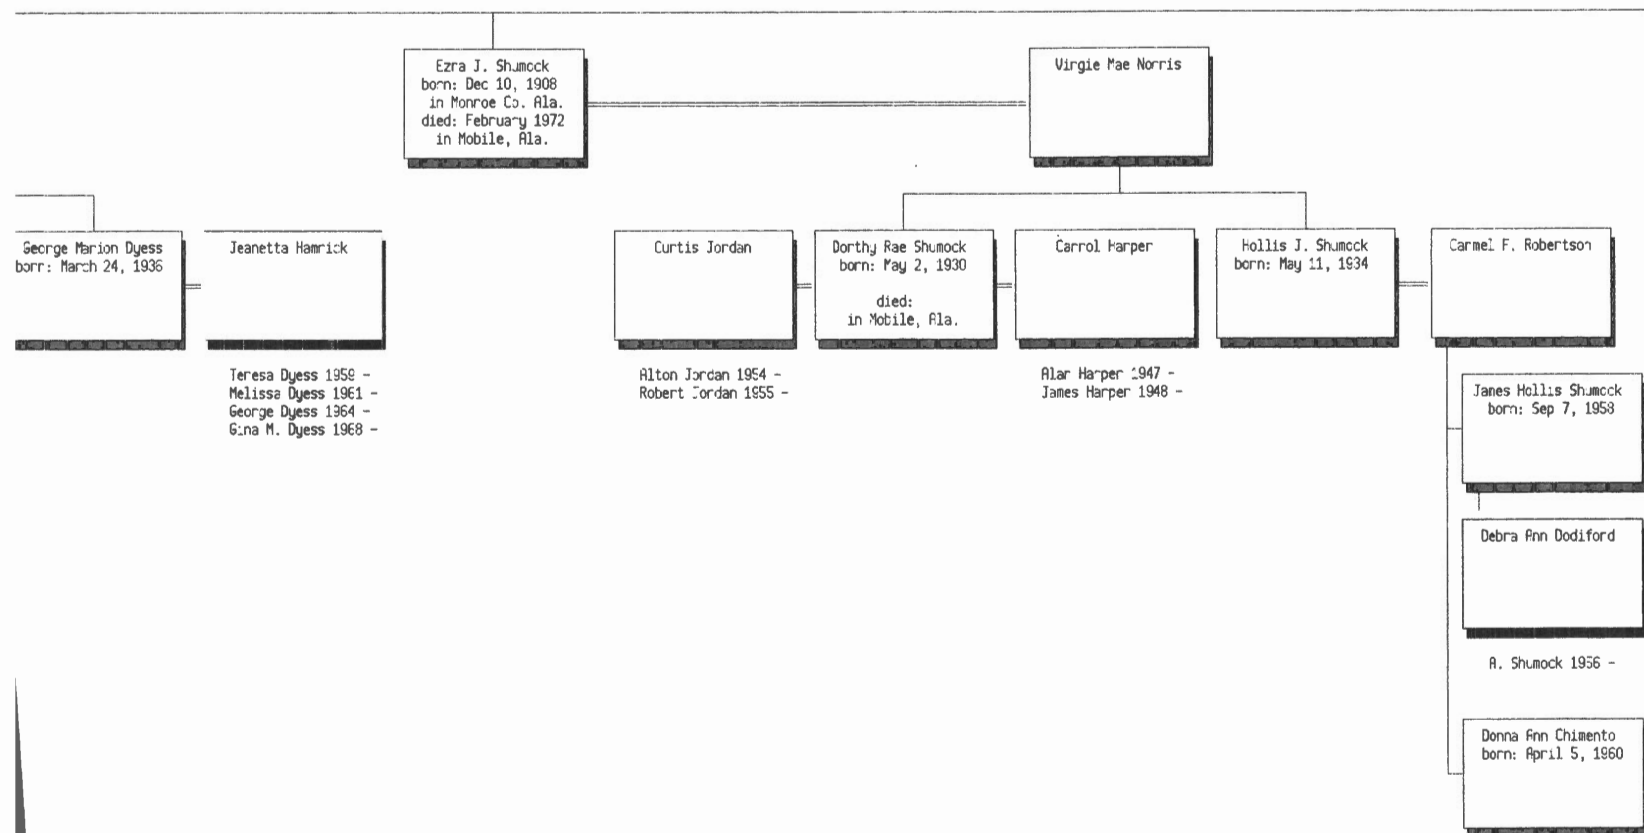 Ezra J. Shumock
born: Dec 10, 1908
in Monroe Co. Ala.
died: February 1972
in Mobile, Ala.
Virgie Mae Norris
George Marion Dyess
born: March 24, 1936
Jeanetta Hamrick
Teresa Dyess 1959 -
Melissa Dyess 1961 -
George Dyess 1964 -
Gina M. Dyess 1968 -
Curtis Jordan
Alton Jordan 1954 -
Robert Jordan 1955 -
Dorthy Rae Shumock
born: May 2, 1930
died:
in Mobile, Ala.
Carrol Harper
Alar Harper 1947 -
James Harper 1948 -
Hollis J. Shumock
born: May 11, 1934
Carmel F. Robertson
James Hollis Shumock
born: Sep 7, 1958
Debra Ann Dodiford
A. Shumock 19 6 -
Donna Ann Chimento
born: April 5, 1960